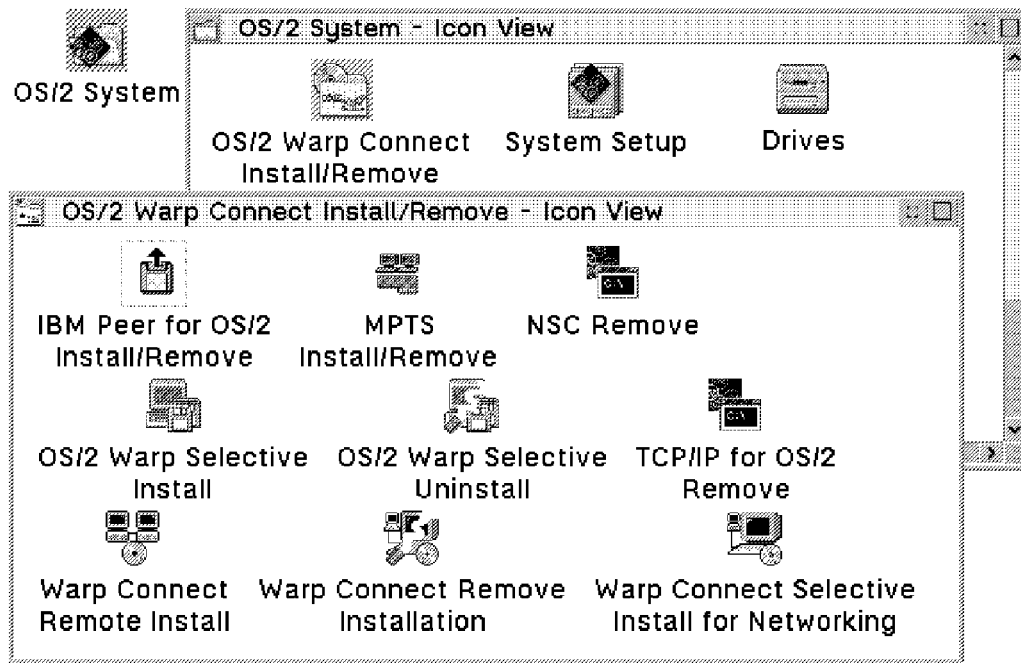 OS/2 System - Icon View
OS/2 System
OS/2 Warp Connect
Install/Remove
System Setup
Drives
OS/2 Warp Connect Install/Remove - Icon View
IBM Peer for OS/2
Install/Remove
MPTS
Install/Remove
NSC Remove
OS/2 Warp Selective
Install
OS/2 Warp Selective
Uninstall
TCP/IP for OS/2
Remove
Warp Connect
Remote Install
Warp Connect Remove
Installation
Warp Connect Selective
Install for Networking